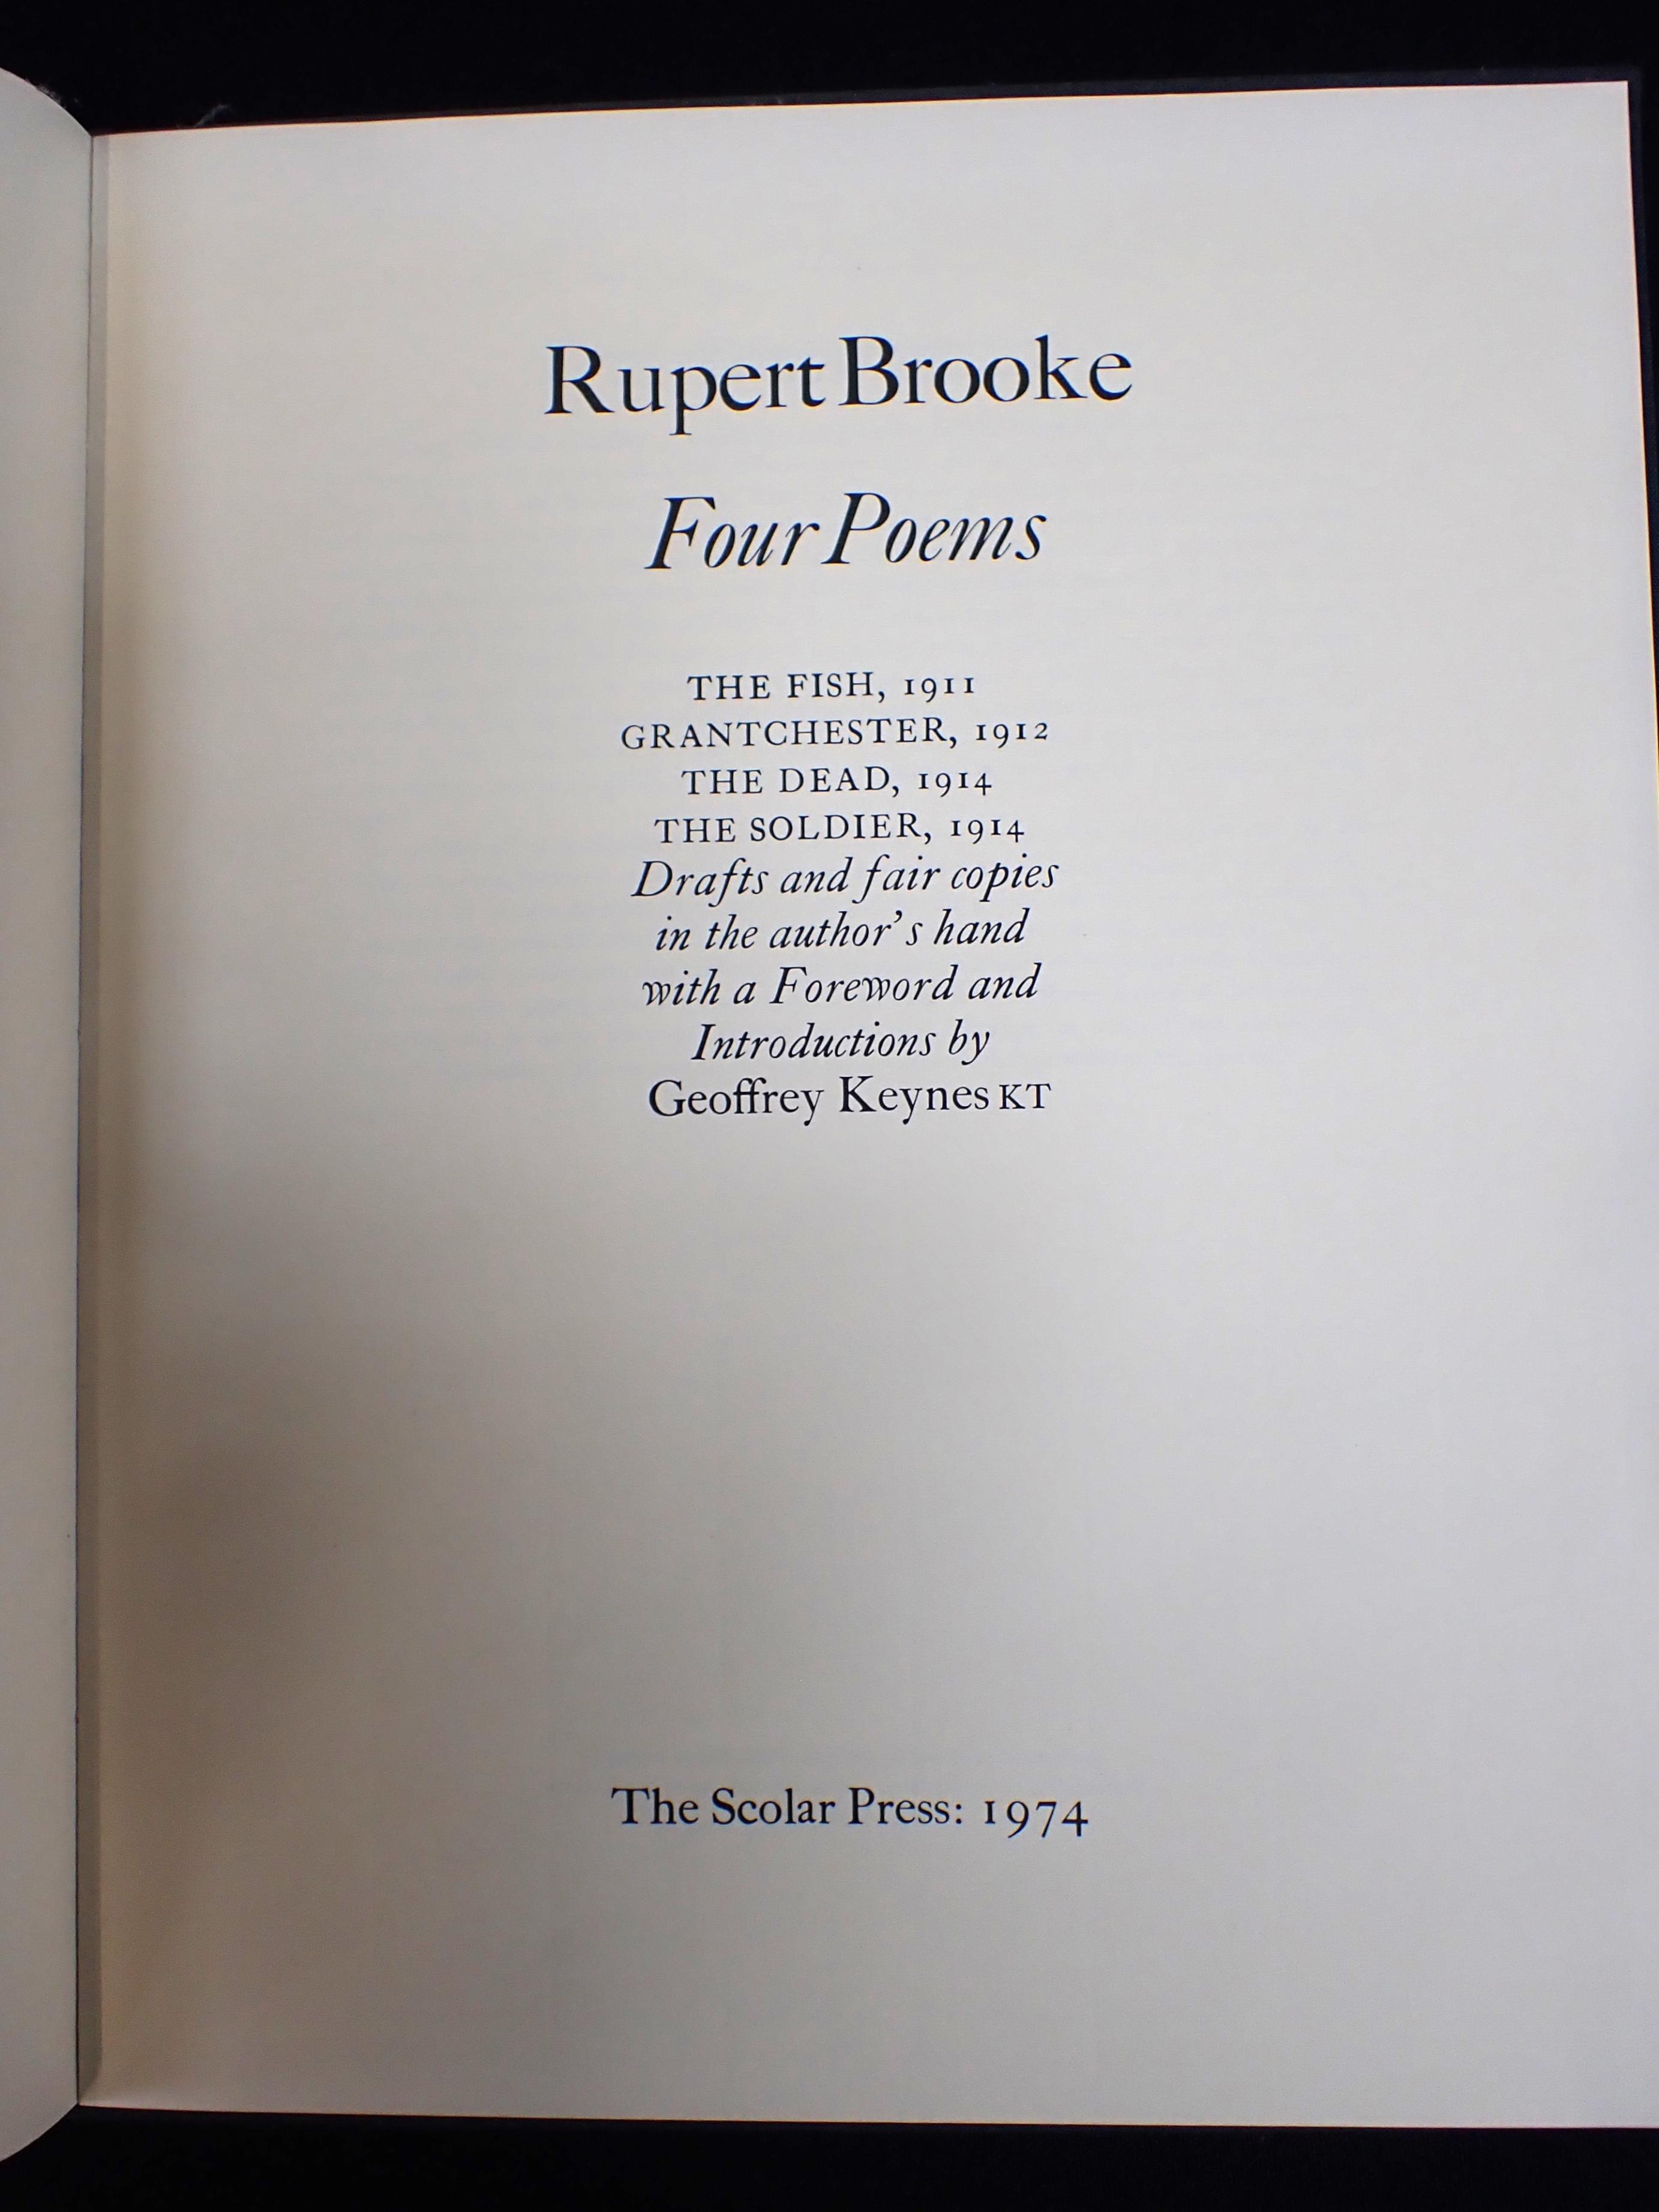 Rupert Brooke
Four Poems
THE FISH, 1911
GRANTCHESTER, 1912
THE DEAD, 1914
THE SOLDIER, 1914
Drafts and fair copies
in the author's hand
with a Foreword and
Introductions by
Geoffrey Keynes KT
The Scolar Press: 1974